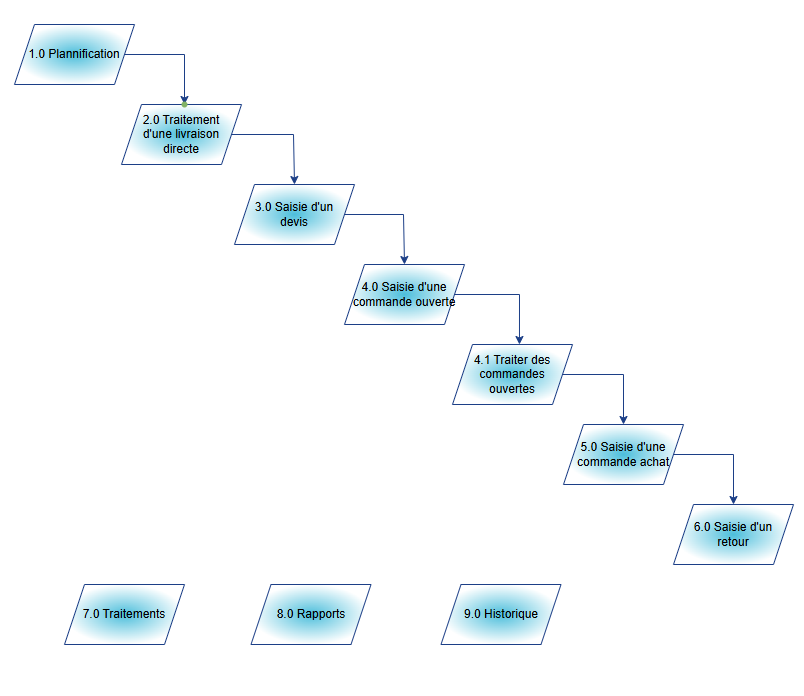 1.0 Plannification
2.0 Traitement
d'une livraison
directe
3.0 Saisie d'un
devis
4.0 Saisie d'une
commande ouverte
4.1 Traiter des
commandes
ouvertes
5.0 Saisie d'une
commande achat
6.0 Saisie d'un
retour
7.0 Traitements
8.0 Rapports
9.0 Historique